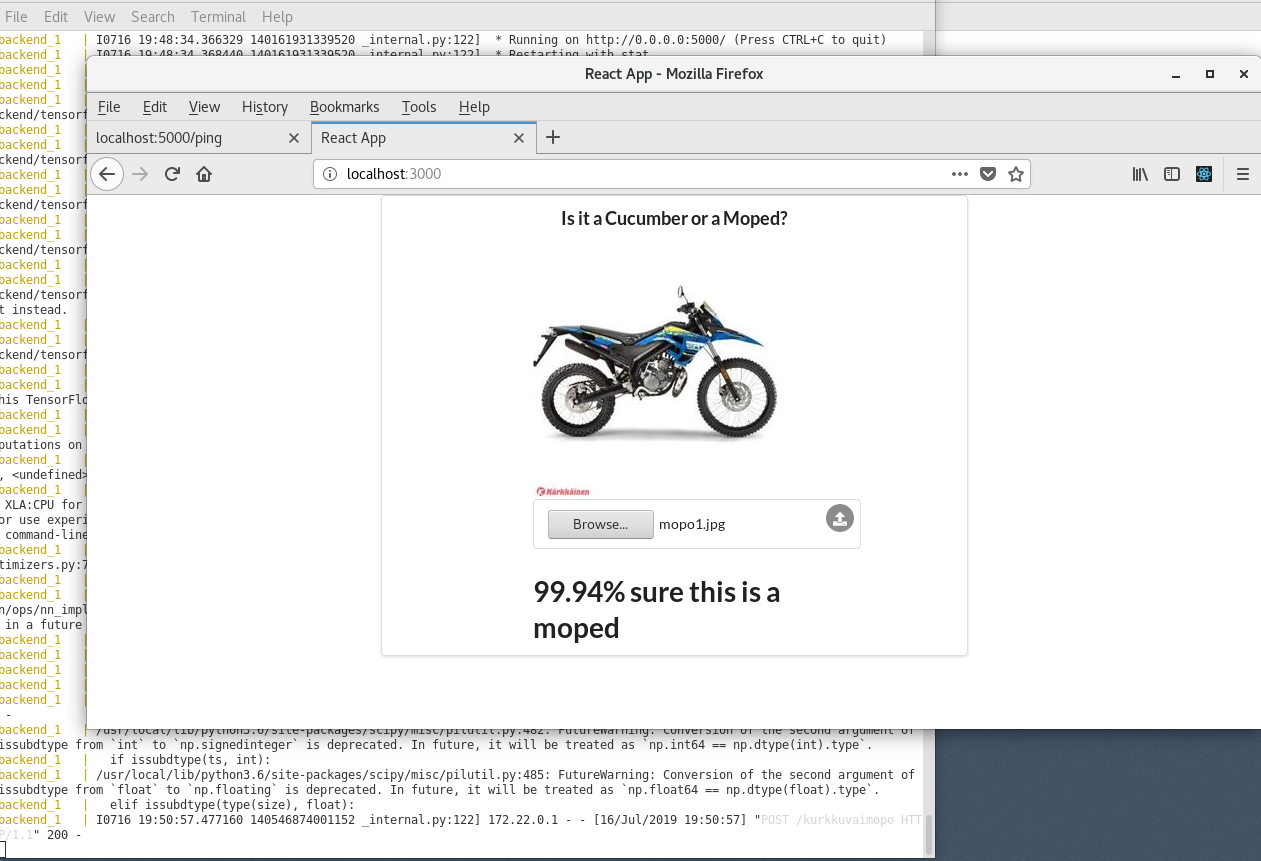 File Edit View Search Terminal Help
backend_1 | I0716 19:48:34.366329 140161931339520 _internal.py:122] * Running on http://0.0.0.0:5000/ (Press CTRL+C to quit)
backend_1 | I0716 19:48:34.368440 140161931339520 _internal.py:122] * Restarting with stat
React App - Mozilla Firefox
File Edit View History Bookmarks Tools Help
localhost:5000/ping
React App
localhost:3000
Is it a Cucumber or a Moped?
Kärkkäinen
Browse... mopo1.jpg
99.94% sure this is a
moped
backend_1 |
backend_1 |
backend_1 |
ckend/tensorf
backend_1 |
backend_1 |
ckend/tensorf
backend_1 |
backend_1 |
ckend/tensorf
backend_1 |
backend_1 |
ckend/tensorf
backend_1 |
backend_1 |
ckend/tensorf
t instead.
backend_1 |
backend_1 |
ckend/tensorf
backend_1 |
backend_1 |
his TensorFlo
backend_1 |
backend_1 |
putations on
backend_1 |
, <undefined>
backend_1 |
XLA:CPU for
or use experi
command-line
backend_1 |
timizers.py:7
backend_1 |
backend_1 |
n/ops/nn_impl
in a future
backend_1 |
backend_1 |
backend_1 |
backend_1 |
backend_1 |
-
backend_1 | /usr/local/lib/python3.6/site-packages/scipy/misc/pilutil.py:482: FutureWarning: Conversion of the second argument of
issubdtype from `int` to `np.signedinteger` is deprecated. In future, it will be treated as `np.int64 == np.dtype(int).type`.
backend_1 | if issubdtype(ts, int):
backend_1 | /usr/local/lib/python3.6/site-packages/scipy/misc/pilutil.py:485: FutureWarning: Conversion of the second argument of
issubdtype from `float` to `np.floating` is deprecated. In future, it will be treated as `np.float64 == np.dtype(float).type`.
backend_1 | elif issubdtype(type(size), float):
backend_1 | I0716 19:50:57.477160 140546874001152 _internal.py:122] 172.22.0.1 - - [16/Jul/2019 19:50:57] "POST /kurkkuvaimopo HTT
P/1.1" 200 -